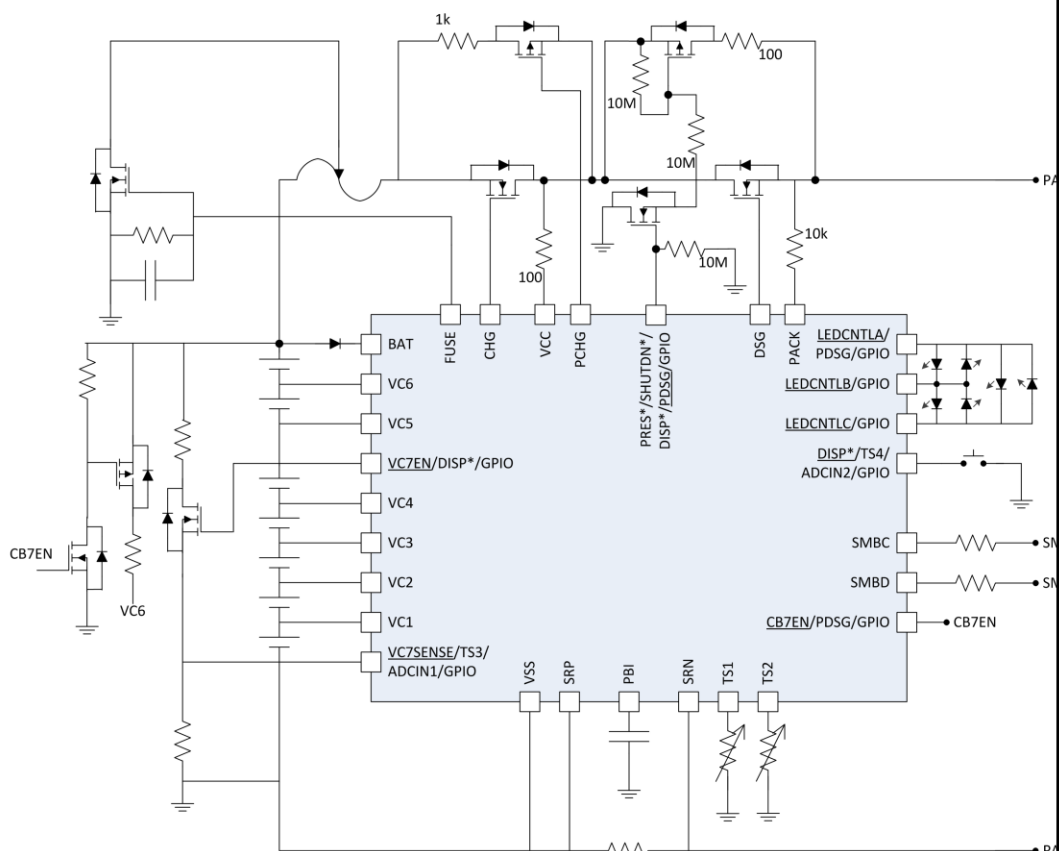 1k
100
10M
10M
PA
10k
100
10M
BAT
FUSE
CHG
VCC
PCHG
PRES*/SHUTDN*/
DISP*/PDSG/GPIO
DSG
PACK
LEDCNTLA/
PDSG/GPIO
VC6
LEDCNTLB/GPIO
VC5
LEDCNTLC/GPIO
VC7EN/DISP*/GPIO
DISP*/TS4/
ADCIN2/GPIO
VC4
CB7EN
VC3
SMBC
SM
VC2
SMBD
SM
VC6
VC1
CB7EN/PDSG/GPIO
CB7EN
VC7SENSE/TS3/
ADCIN1/GPIO
VSS
SRP
PBI
SRN
TS1
TS2
PA